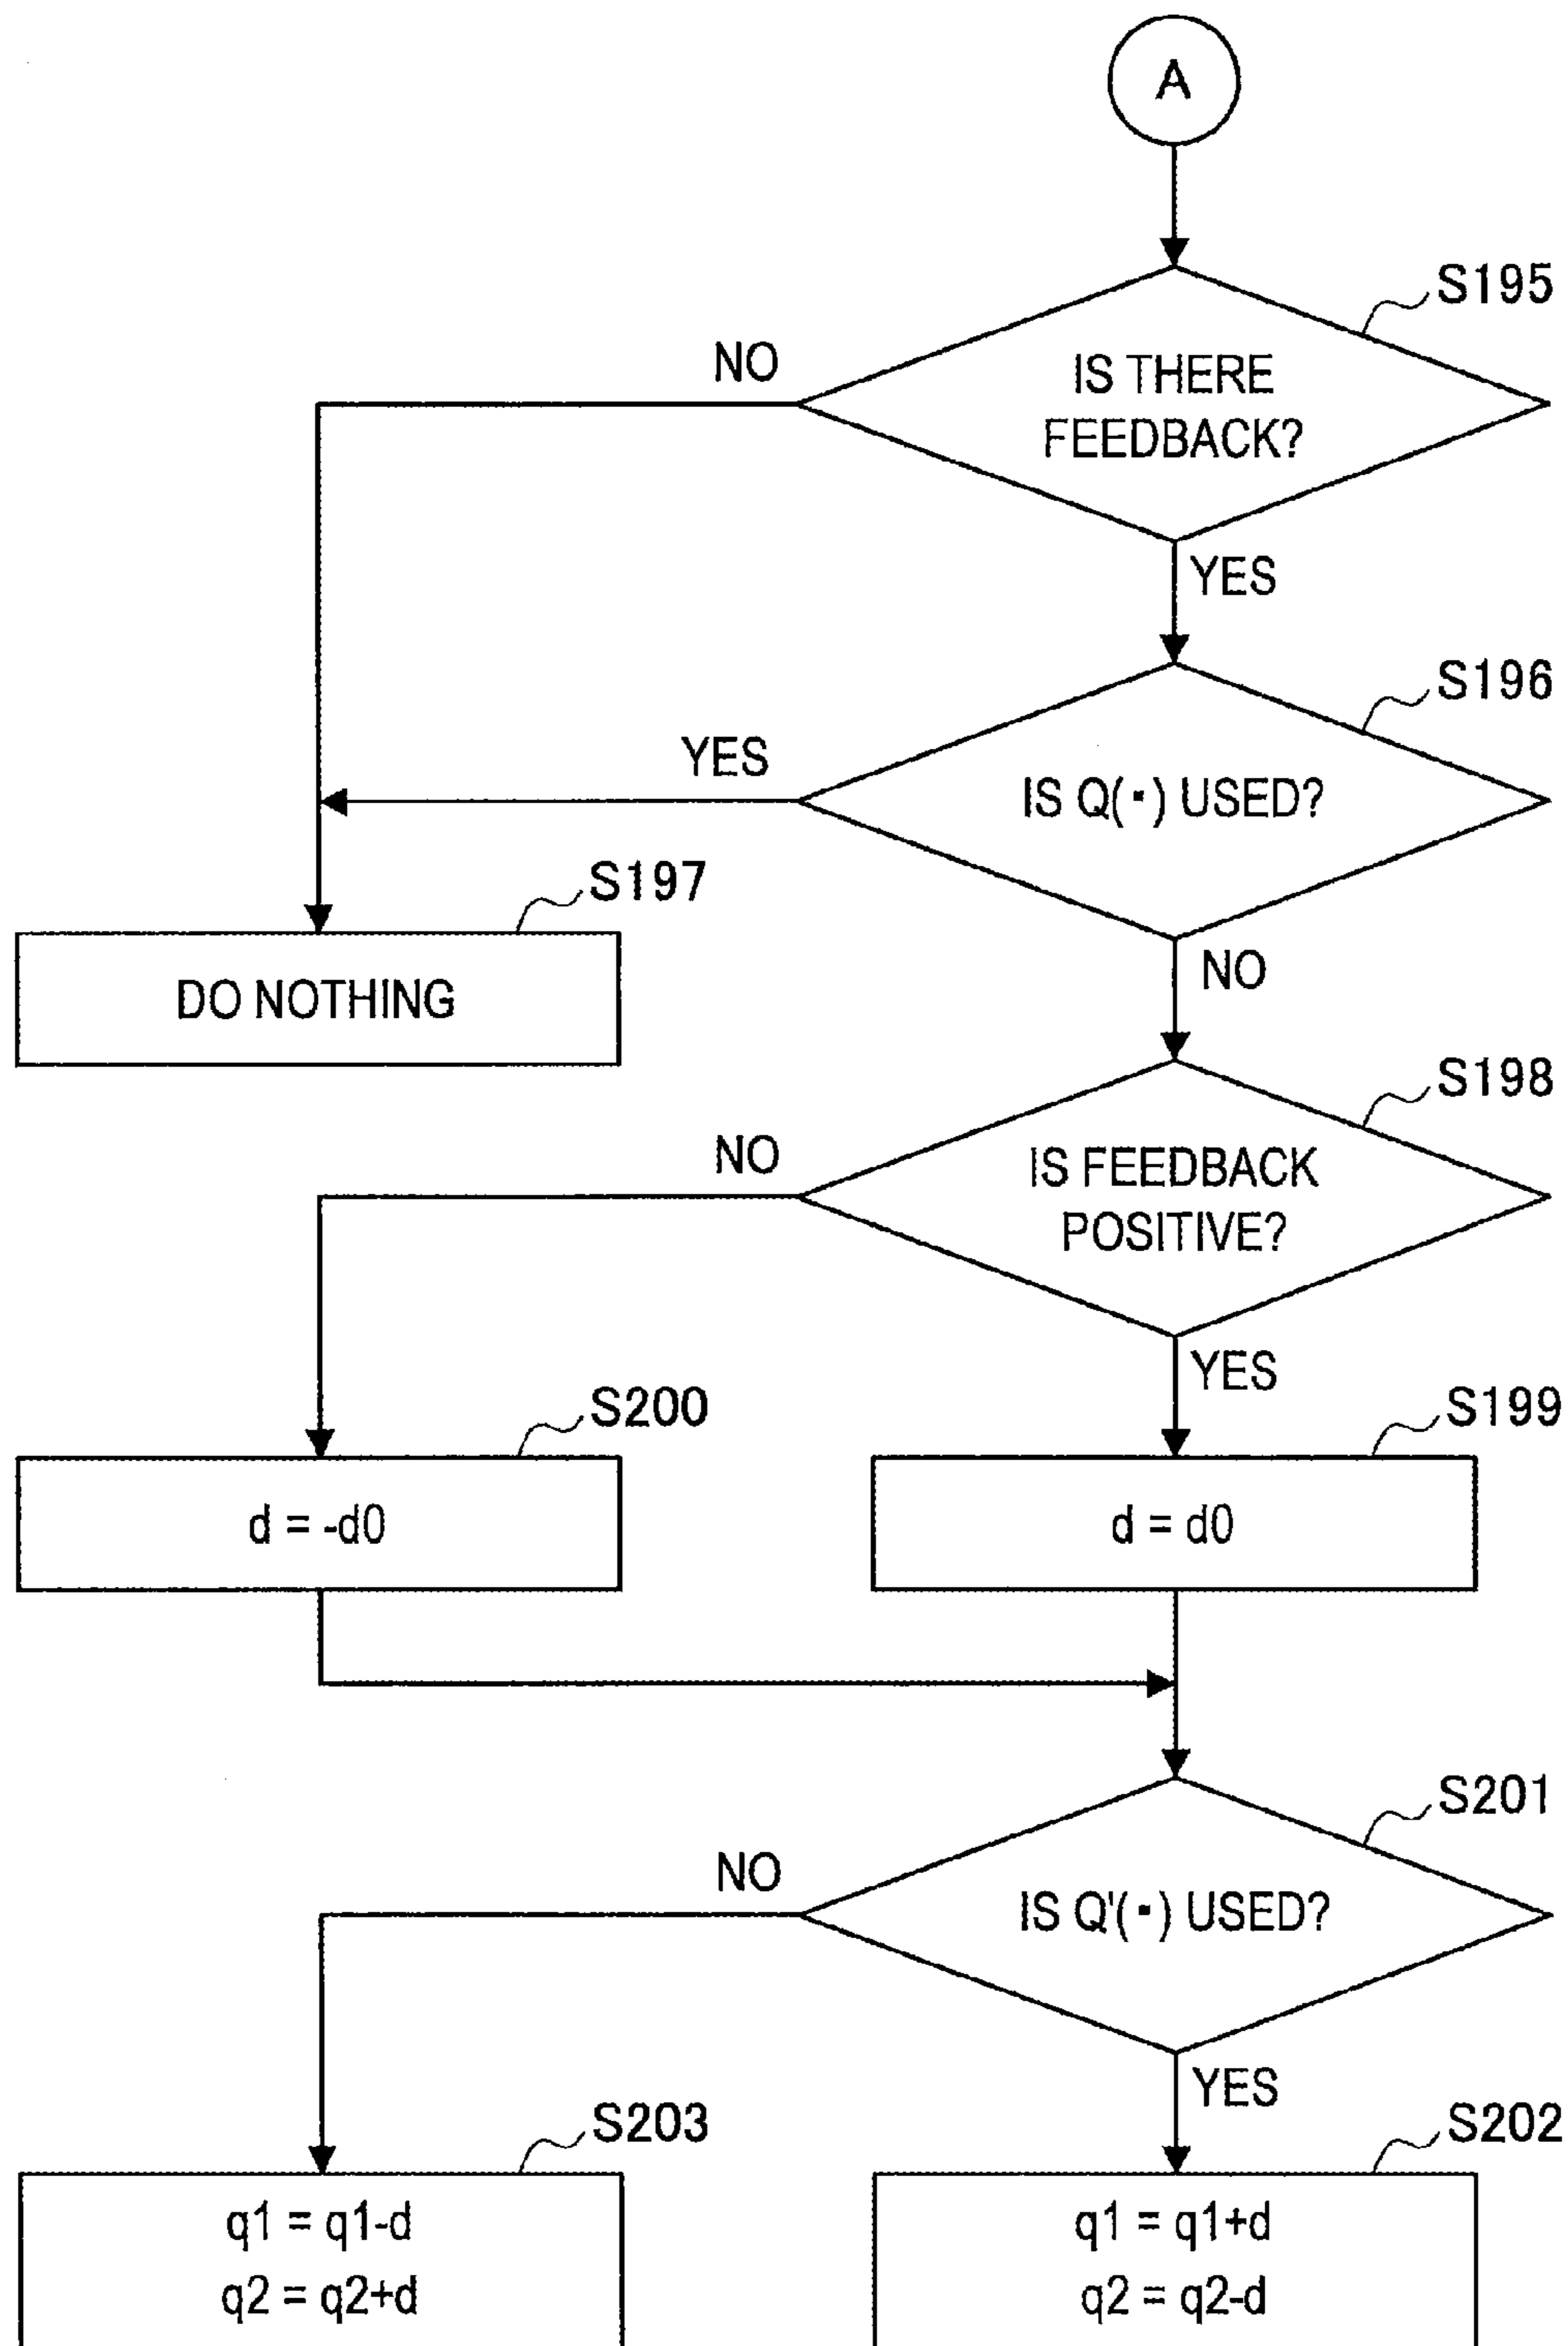 A
S195
NO
IS THERE
FEEDBACK?
YES
S196
YES
IS Q(▪) USED?
S197
NO
DO NOTHING
S198
NO
IS FEEDBACK
POSITIVE?
YES
S200
S199
d = -d0
d = d0
S201
NO
IS Q'(▪) USED?
YES
S203
S202
q1 = q1-d
q2 = q2+d
q1 = q1+d
q2 = q2-d